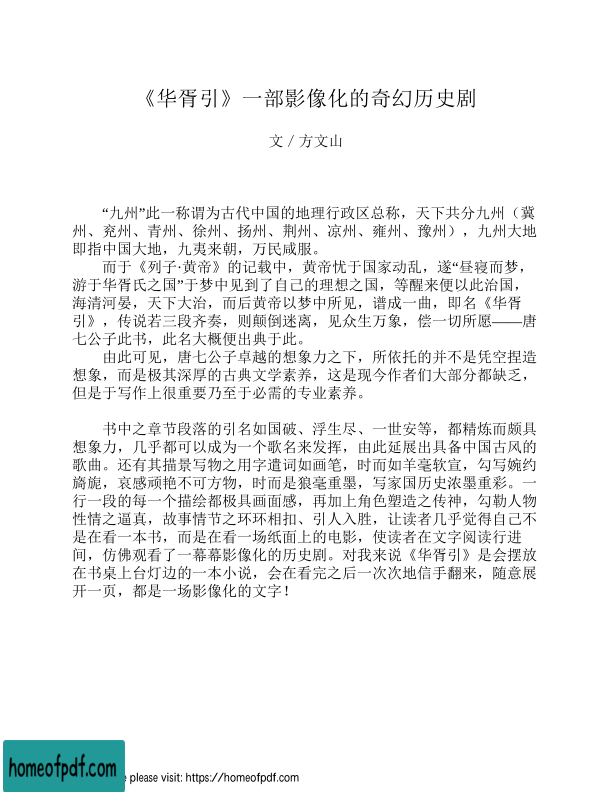 《华胥引》一部影像化的奇幻历史剧
文／方文山
“九州”此一称谓为古代中国的地理行政区总称，天下共分九州（冀
州、兖州、青州、徐州、扬州、荆州、凉州、雍州、豫州），九州大地
即指中国大地，九夷来朝，万民咸服。
而于《列子·黄帝》的记载中，黄帝忧于国家动乱，遂“昼寝而梦，
游于华胥氏之国”于梦中见到了自己的理想之国，等醒来便以此治国，
海清河晏，天下大治，而后黄帝以梦中所见，谱成一曲，即名《华胥
引》，传说若三段齐奏，则颠倒迷离，见众生万象，偿一切所愿——唐
七公子此书，此名大概便出典于此。
由此可见，唐七公子卓越的想象力之下，所依托的并不是凭空捏造
想象，而是极其深厚的古典文学素养，这是现今作者们大部分都缺乏，
但是于写作上很重要乃至于必需的专业素养。
书中之章节段落的引名如国破、浮生尽、一世安等，都精炼而颇具
想象力，几乎都可以成为一个歌名来发挥，由此延展出具备中国古风的
歌曲。还有其描景写物之用字遣词如画笔，时而如羊毫软宣，勾写婉约
旖旎，哀感顽艳不可方物，时而是狼毫重墨，写家国历史浓墨重彩。一
行一段的每一个描绘都极具画面感，再加上角色塑造之传神，勾勒人物
性情之逼真，故事情节之环环相扣、引人入胜，让读者几乎觉得自己不
是在看一本书，而是在看一场纸面上的电影，使读者在文字阅读行进
间，仿佛观看了一幕幕影像化的历史剧。对我来说《华胥引》是会摆放
在书桌上台灯边的一本小说，会在看完之后一次次地信手翻来，随意展
开一页，都是一场影像化的文字！
homeofpdf.com
e please visit: https://homeofpdf.com